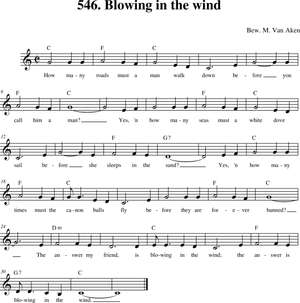 546. Blowing in the wind
Bew. M. Van Aken
C F C
How ma - ny roads must a man walk down be - fore you
F C F C
call him a man? Yes, 'n how ma - ny seas must a white dove
F G7 C
sail be - fore she sleeps in the sand? Yes, 'n how ma - ny
F C F C
times must the ca - non balls fly be - fore they are for - e - ver banned?
F Dm G7 C F
The an - swer my friend, is blo - wing in the wind; the an - swer is
G7 C
blo - wing in the wind.